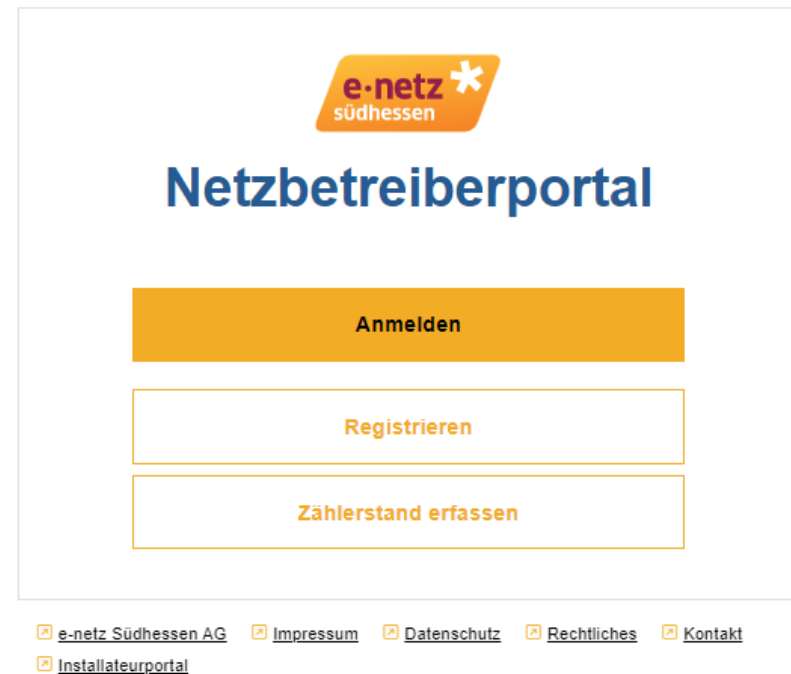 e·netz
südhessen
Netzbetreiberportal
Anmelden
Registrieren
Zählerstand erfassen
e-netz Südhessen AG Impressum Datenschutz Rechtliches Kontakt
Installateurportal